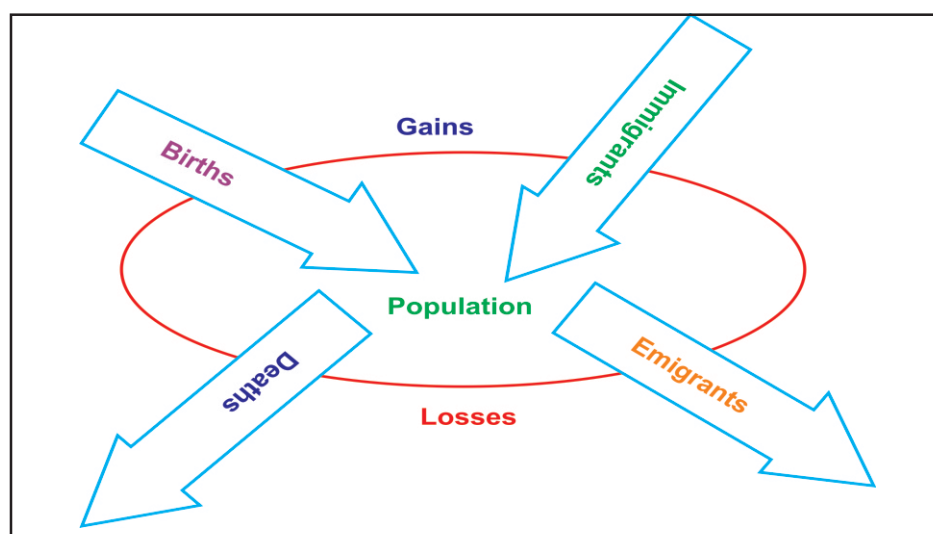 Gains
Immigrants
Births
Population
Deaths
Emigrants
Losses